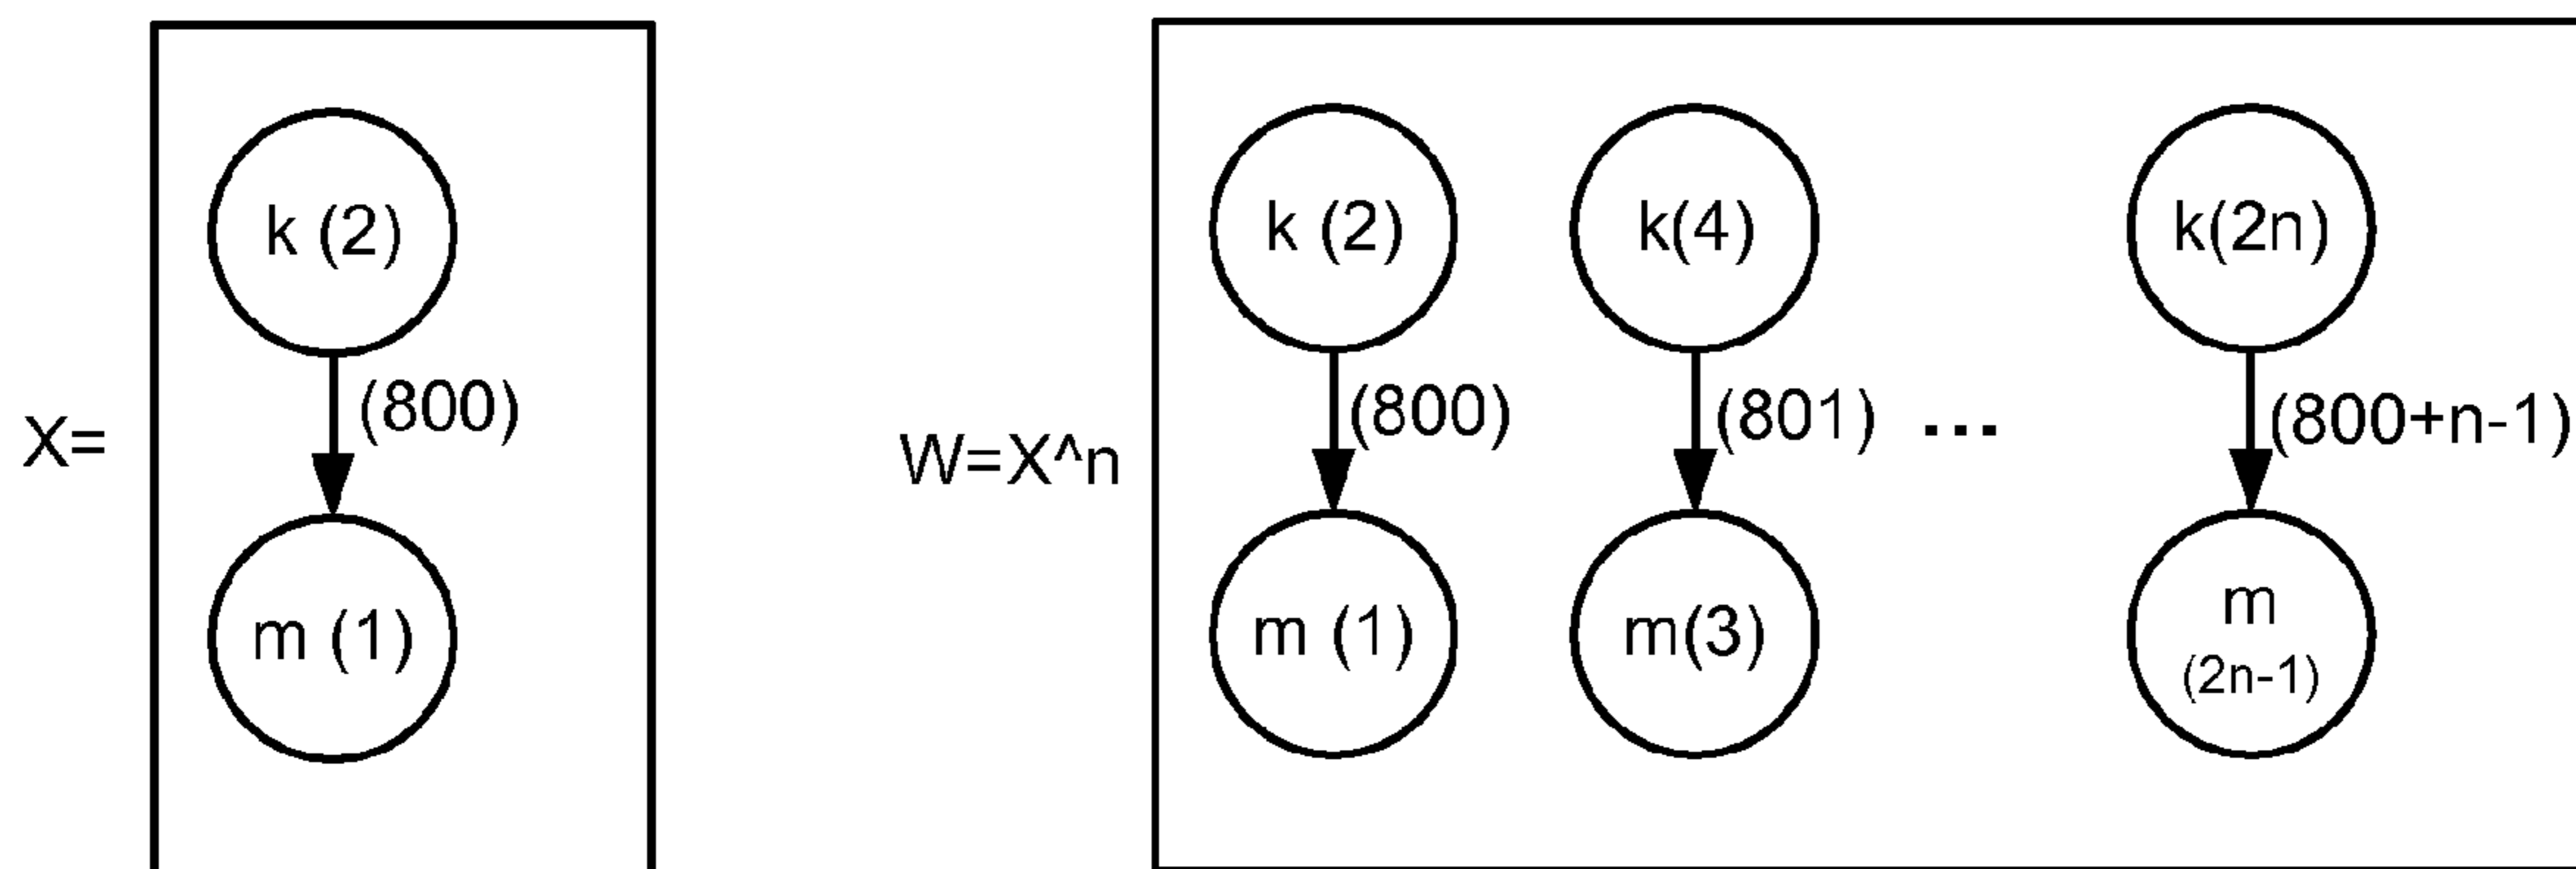 X=
k (2)
(800)
m (1)
W=X^n
k (2)
k(4)
k(2n)
(800)
(801)
...
(800+n-1)
m (1)
m(3)
m
(2n-1)